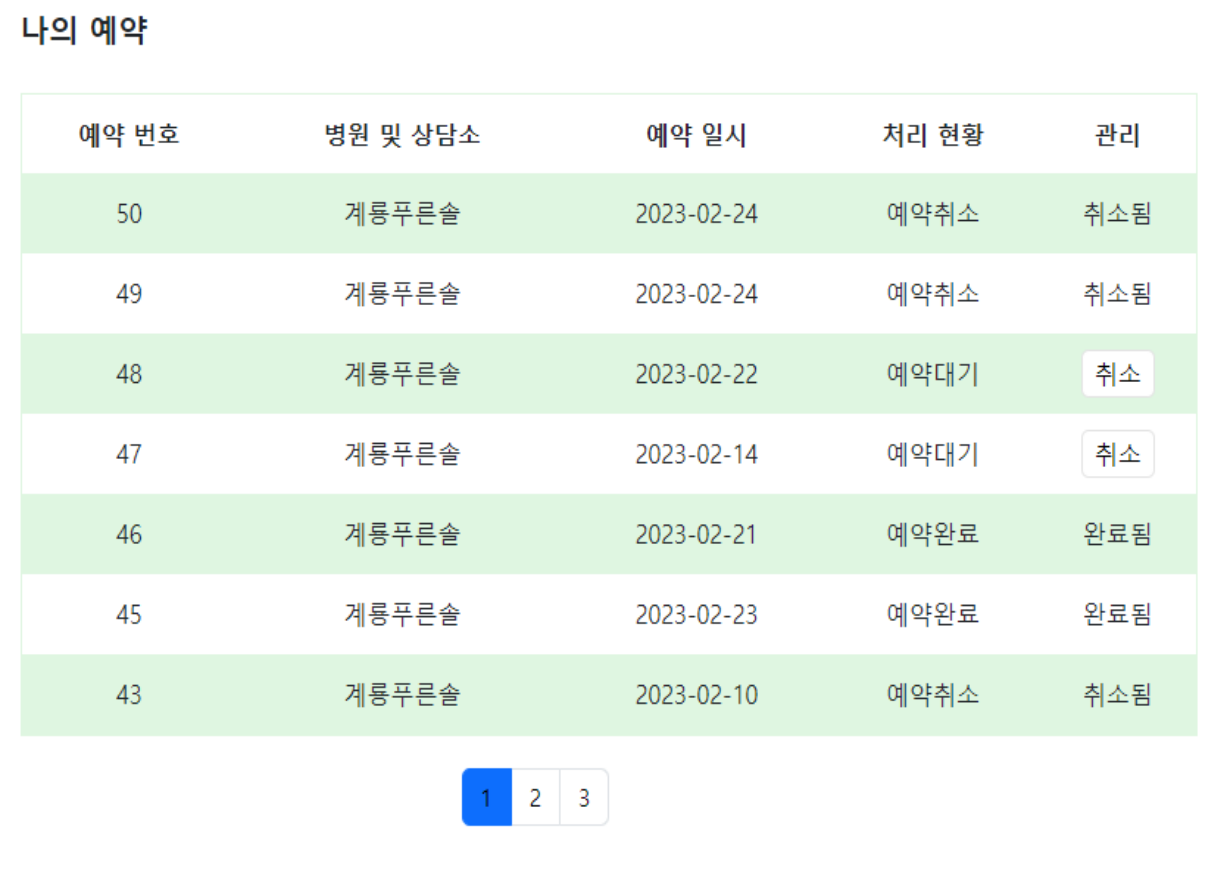 나의 예약
예약 번호 병원 및 상담소 예약 일시 처리 현황 관리
50 계룡푸른솔 2023-02-24 예약취소 취소됨
49 계룡푸른솔 2023-02-24 예약취소 취소됨
48 계룡푸른솔 2023-02-22 예약대기 취소
47 계룡푸른솔 2023-02-14 예약대기 취소
46 계룡푸른솔 2023-02-21 예약완료 완료됨
45 계룡푸른솔 2023-02-23 예약완료 완료됨
43 계룡푸른솔 2023-02-10 예약취소 취소됨
1 2 3